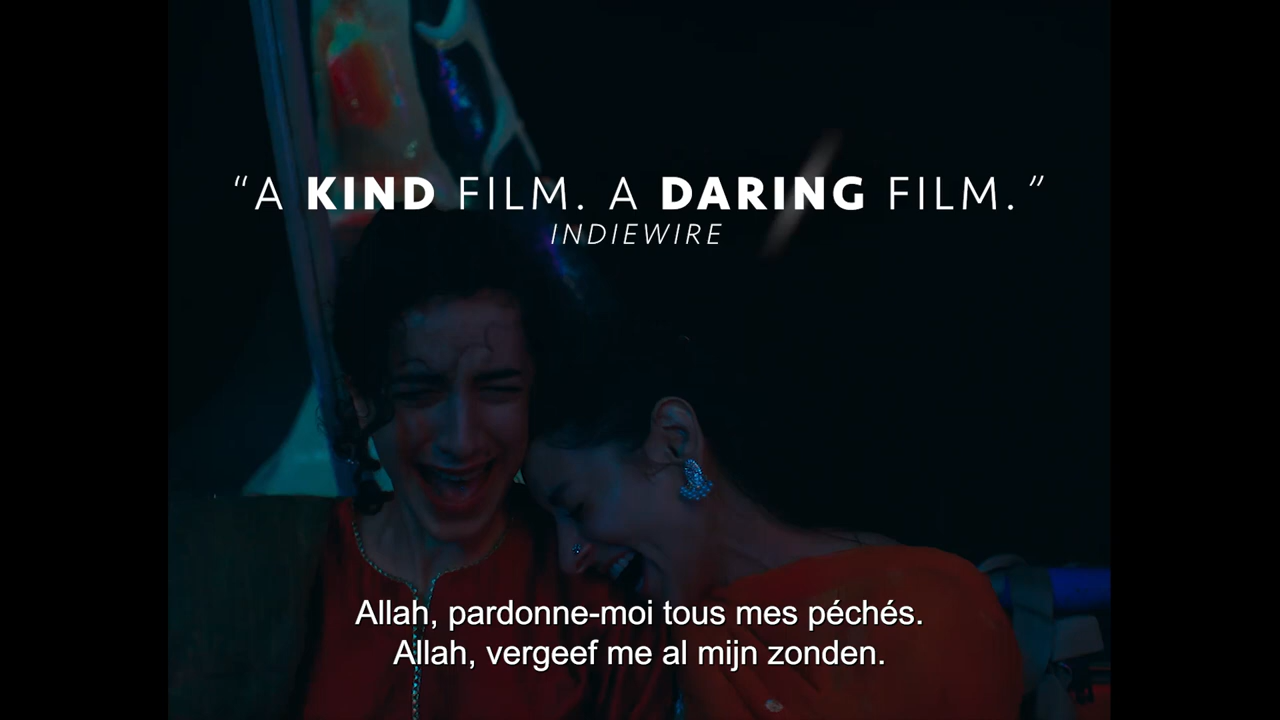 “A KIND FILM. A DARING FILM.”
INDIEWIRE
Allah, pardonne-moi tous mes péchés.
Allah, vergeef me al mijn zonden.